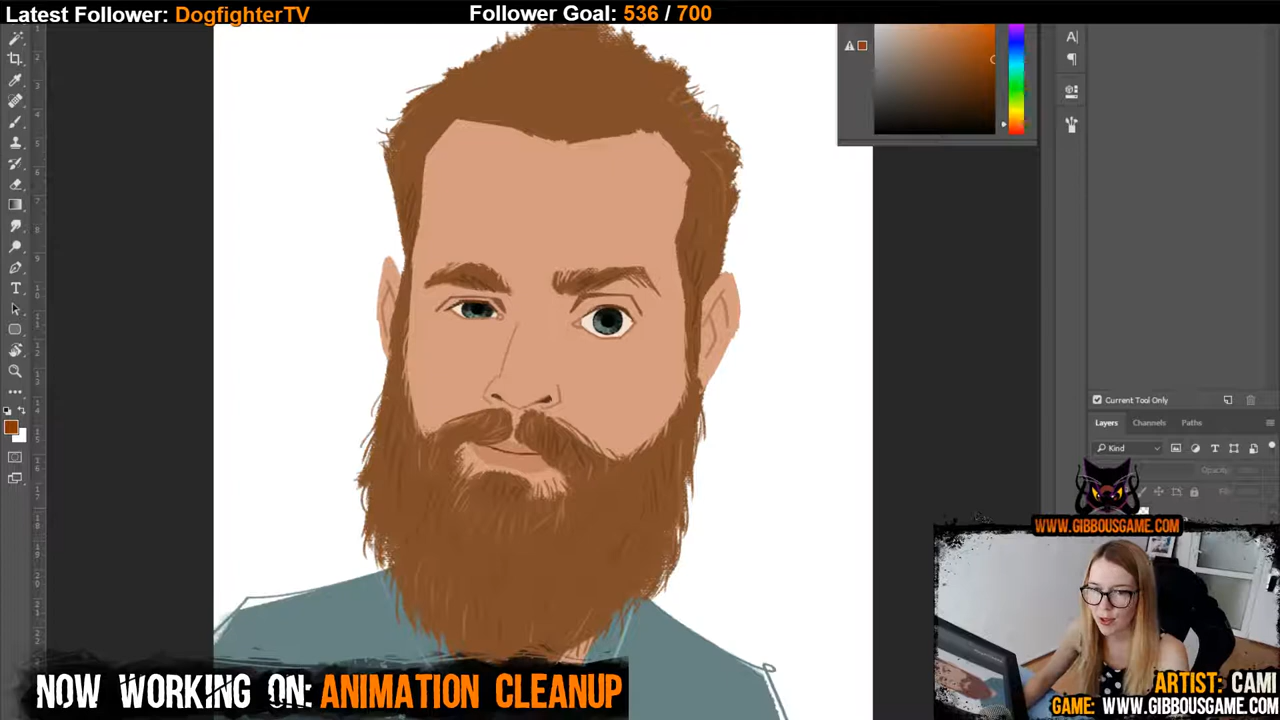 Latest Follower: DogfighterTV
Follower Goal: 536 / 700
Current Tool Only
Layers Channels Paths
Kind
Opacity:
WWW.GIBBOUSGAME.COM
NOW WORKING ON: ANIMATION CLEANUP
ARTIST: CAMI
GAME: WWW.GIBBOUSGAME.COM